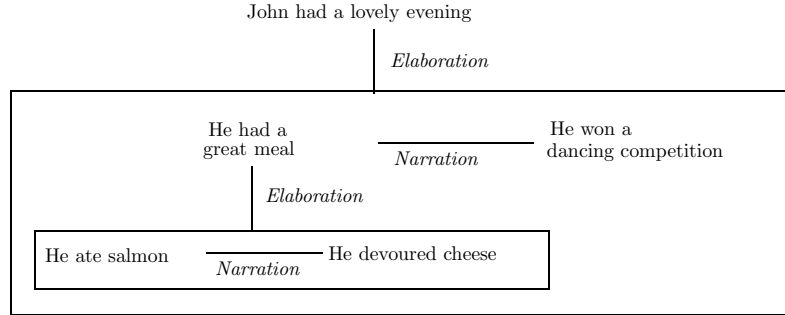 John had a lovely evening
Elaboration
He had a
great meal
Narration
He won a
dancing competition
Elaboration
He ate salmon
Narration
He devoured cheese